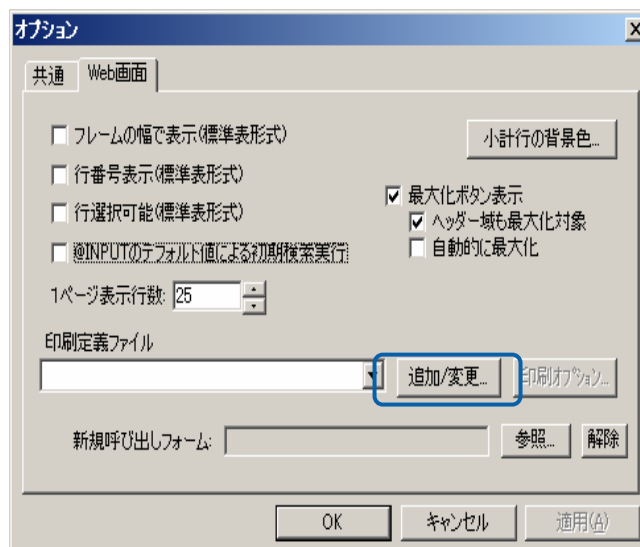 オプション
共通 Web画面
フレームの幅で表示(標準表形式)
小計行の背景色...
行番号表示(標準表形式)
最大化ボタン表示
行選択可能(標準表形式)
ヘッダー域も最大化対象
@INPUTのデフォルト値による初期検索実行
自動的に最大化
1ページ表示行数: 25
印刷定義ファイル
追加/変更... 印刷オプション...
新規呼び出しフォーム: 参照... 解除
OK キャンセル 適用(A)